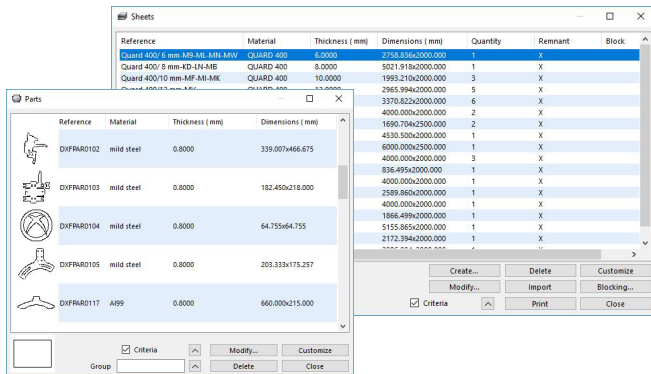 Sheets
Reference Material Thickness ( mm) Dimensions ( mm) Quantity Remnant Block
Quard 400/ 6 mm-M9-ML-MN-MW QUARD 400 6.0000 2758.836x2000.000 1 X
Quard 400/ 8 mm-KD-LN-MB QUARD 400 8.0000 5021.918x2000.000 1 X
Quard 400/10 mm-MF-MI-MK QUARD 400 10.0000 1993.210x2000.000 3 X
2965.994x2000.000 5 X
3370.822x2000.000 6 X
4000.000x2000.000 2 X
1690.704x2500.000 2 X
4530.500x2000.000 1 X
6000.000x2500.000 1 X
4000.000x2000.000 3 X
836.495x2000.000 1 X
4000.000x2000.000 1 X
2589.860x2000.000 1 X
4000.000x2000.000 1 X
1866.499x2000.000 1 X
5155.865x2000.000 1 X
2172.394x2000.000 1 X
Create... Delete Customize
Modify... Import Blocking...
Criteria Print Close
Parts
Reference Material Thickness ( mm) Dimensions ( mm)
DXFPAR0102 mild steel 0.8000 339.007x466.675
DXFPAR0103 mild steel 0.8000 182.450x218.000
DXFPAR0104 mild steel 0.8000 64.755x64.755
DXFPAR0105 mild steel 0.8000 203.333x175.257
DXFPAR0117 Al99 0.8000 660.000x215.000
Criteria Modify... Customize
Group Delete Close